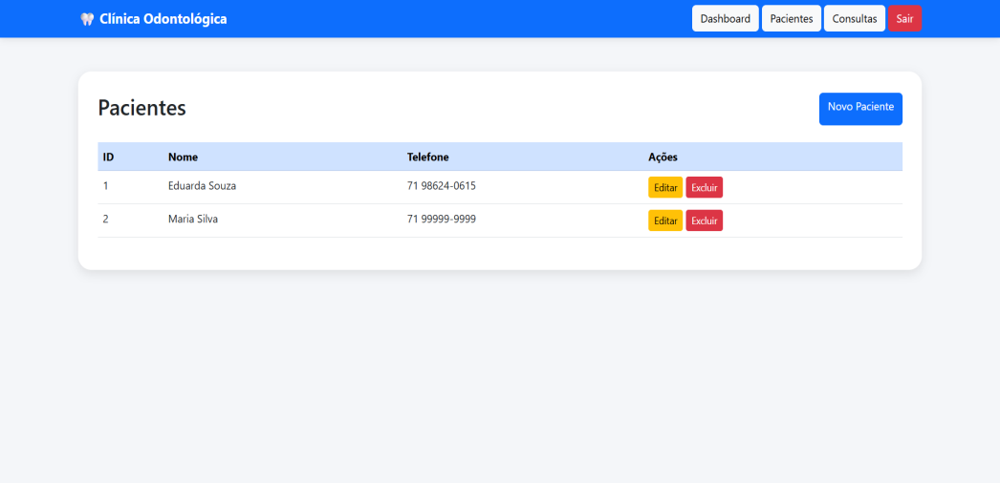 🦷 Clínica Odontológica Dashboard Pacientes Consultas Sair
Pacientes Novo Paciente
ID Nome Telefone Ações
1 Eduarda Souza 71 98624-0615 Editar Excluir
2 Maria Silva 71 99999-9999 Editar Excluir